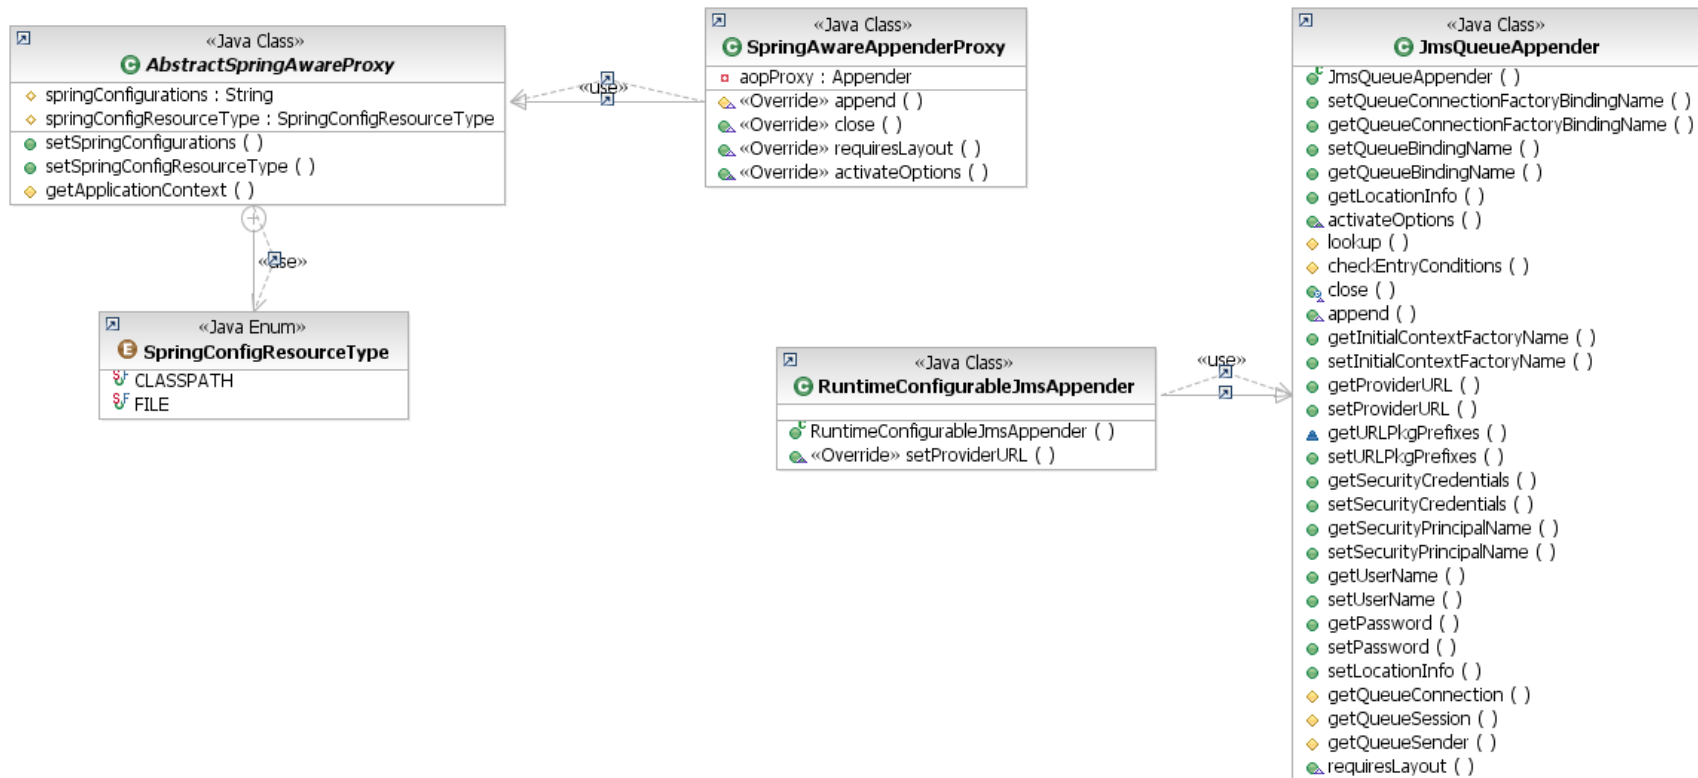 «Java Class»
AbstractSpringAwareProxy
springConfigurations : String
springConfigResourceType : SpringConfigResourceType
setSpringConfigurations ( )
setSpringConfigResourceType ( )
getApplicationContext ( )
«use»
«Java Class»
SpringAwareAppenderProxy
aopProxy : Appender
«Override» append ( )
«Override» close ( )
«Override» requiresLayout ( )
«Override» activateOptions ( )
«use»
«Java Enum»
SpringConfigResourceType
CLASSPATH
FILE
«Java Class»
RuntimeConfigurableJmsAppender
RuntimeConfigurableJmsAppender ( )
«Override» setProviderURL ( )
«use»
«Java Class»
JmsQueueAppender
JmsQueueAppender ( )
setQueueConnectionFactoryBindingName ( )
getQueueConnectionFactoryBindingName ( )
setQueueBindingName ( )
getQueueBindingName ( )
getLocationInfo ( )
activateOptions ( )
lookup ( )
checkEntryConditions ( )
close ( )
append ( )
getInitialContextFactoryName ( )
setInitialContextFactoryName ( )
getProviderURL ( )
setProviderURL ( )
getURLPkgPrefixes ( )
setURLPkgPrefixes ( )
getSecurityCredentials ( )
setSecurityCredentials ( )
getSecurityPrincipalName ( )
setSecurityPrincipalName ( )
getUserName ( )
setUserName ( )
getPassword ( )
setPassword ( )
setLocationInfo ( )
getQueueConnection ( )
getQueueSession ( )
getQueueSender ( )
requiresLayout ( )